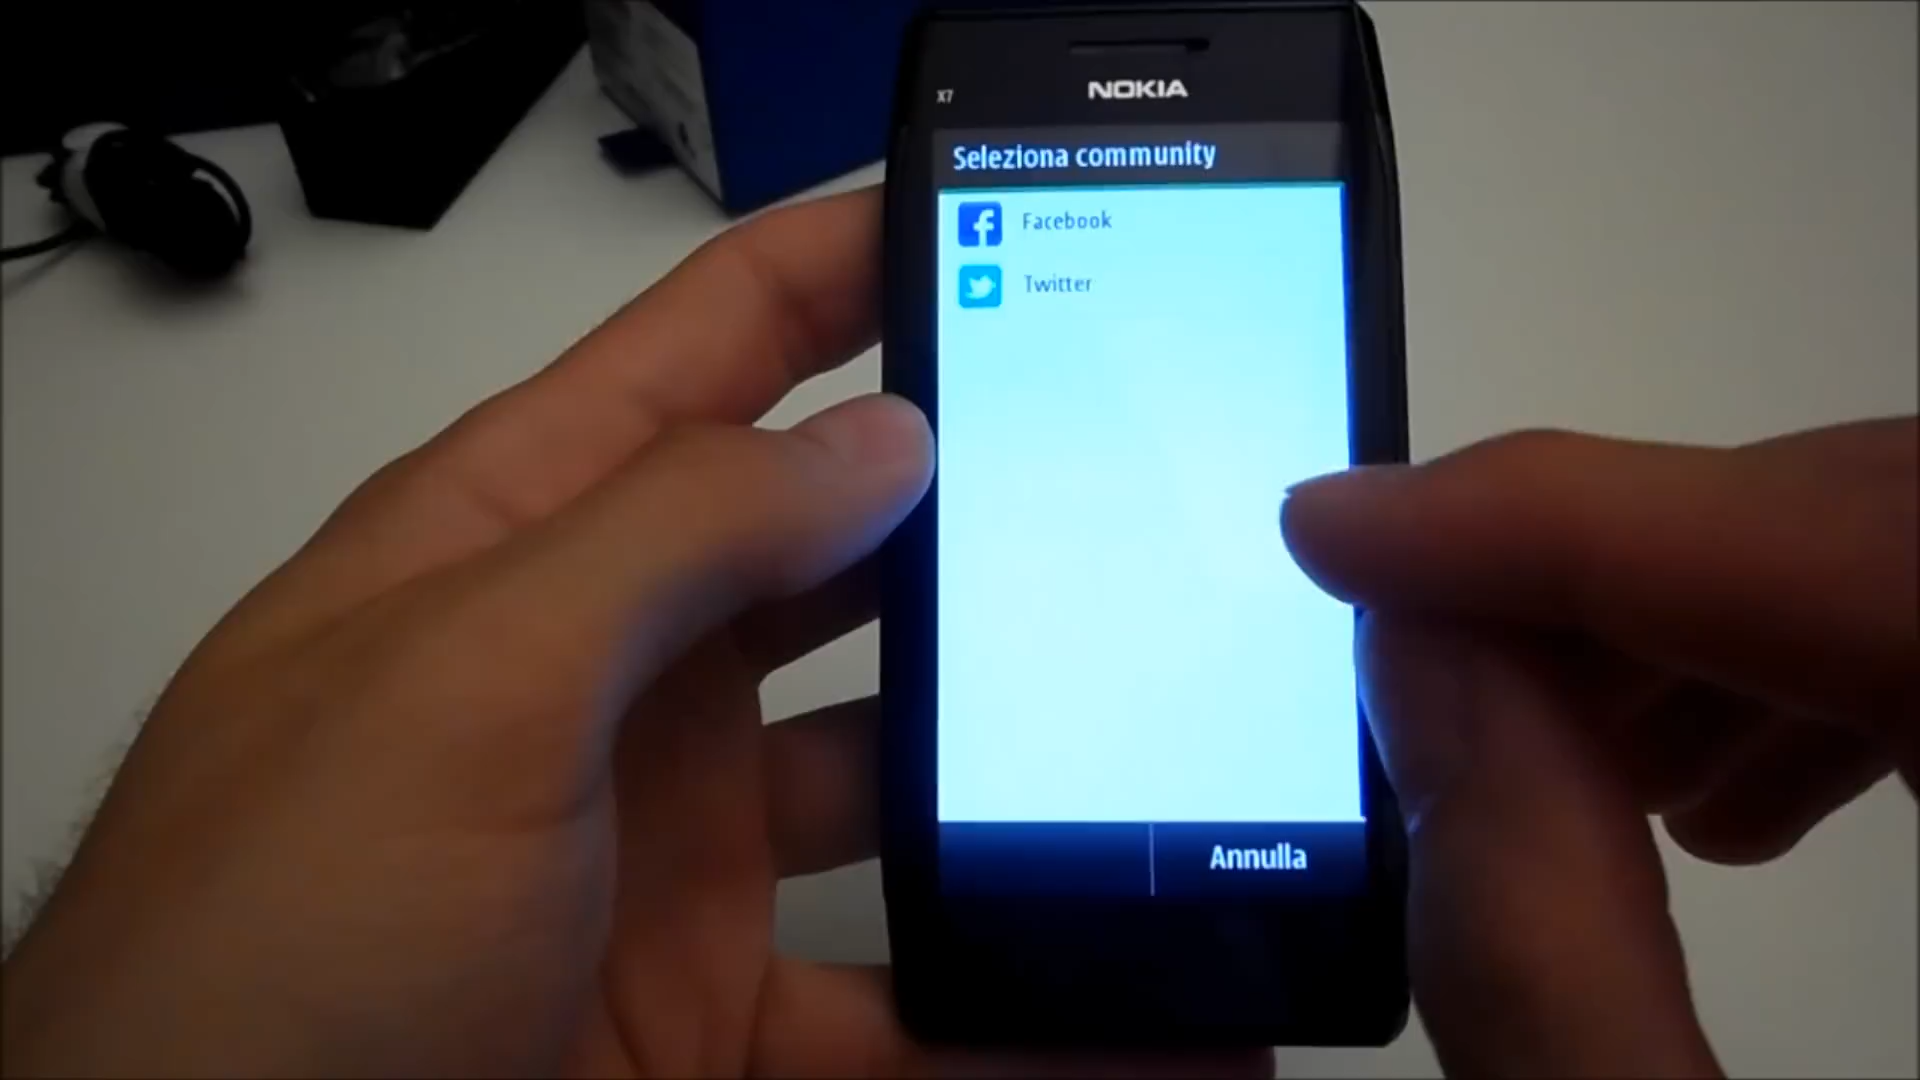 X7
NOKIA
Seleziona community
Facebook
Twitter
Annulla